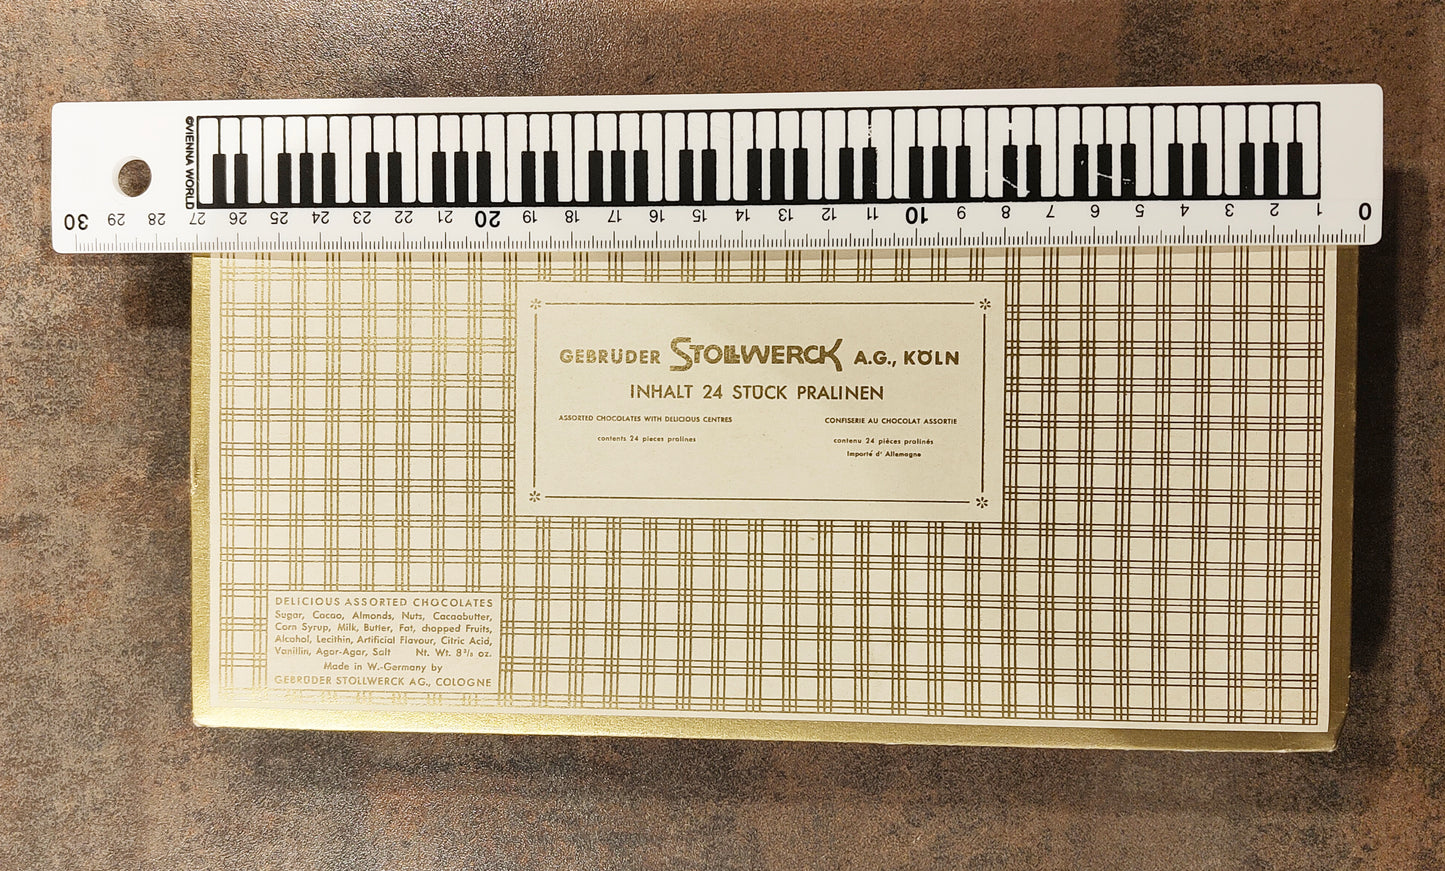 ©VIENNA WORLD
30 29 28 27 26 25 24 23 22 21 20 19 18 17 16 15 14 13 12 11 10 9 8 7 6 5 4 3 2 1 0
GEBRÜDER STOLLWERCK A.G., KÖLN
INHALT 24 STÜCK PRALINEN
ASSORTED CHOCOLATES WITH DELICIOUS CENTRES
contents 24 pieces pralines
CONFISERIE AU CHOCOLAT ASSORTIE
contenu 24 pièces pralinés
Importé d' Allemagne
DELICIOUS ASSORTED CHOCOLATES
Sugar, Cacao, Almonds, Nuts, Cacaobutter,
Corn Syrup, Milk, Butter, Fat, chopped Fruits,
Alcohol, Lecithin, Artificial Flavour, Citric Acid,
Vanillin, Agar-Agar, Salt Nt. Wt. 8³/₈ oz.
Made in W.-Germany by
GEBRÜDER STOLLWERCK AG., COLOGNE